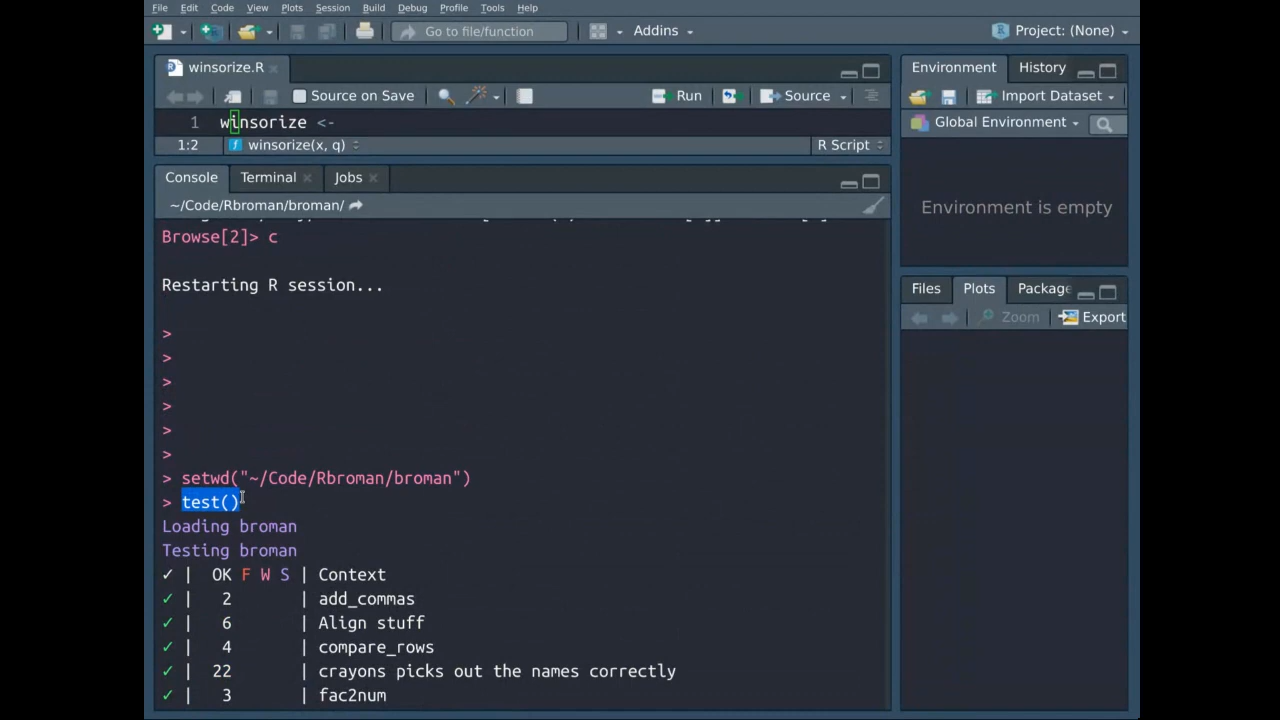 File Edit Code View Plots Session Build Debug Profile Tools Help
Go to file/function Addins Project: (None)
winsorize.R
Source on Save Run Source
1 winsorize <-
1:2 winsorize(x, q) R Script
Console Terminal Jobs
~/Code/Rbroman/broman/
Browse[2]> c
Restarting R session...
>
>
>
>
>
>
> setwd("~/Code/Rbroman/broman")
> test()
Loading broman
Testing broman
✓ | OK F W S | Context
✓ | 2 | add_commas
✓ | 6 | Align stuff
✓ | 4 | compare_rows
✓ | 22 | crayons picks out the names correctly
✓ | 3 | fac2num
Environment History
Import Dataset
Global Environment
Environment is empty
Files Plots Package
Zoom Export